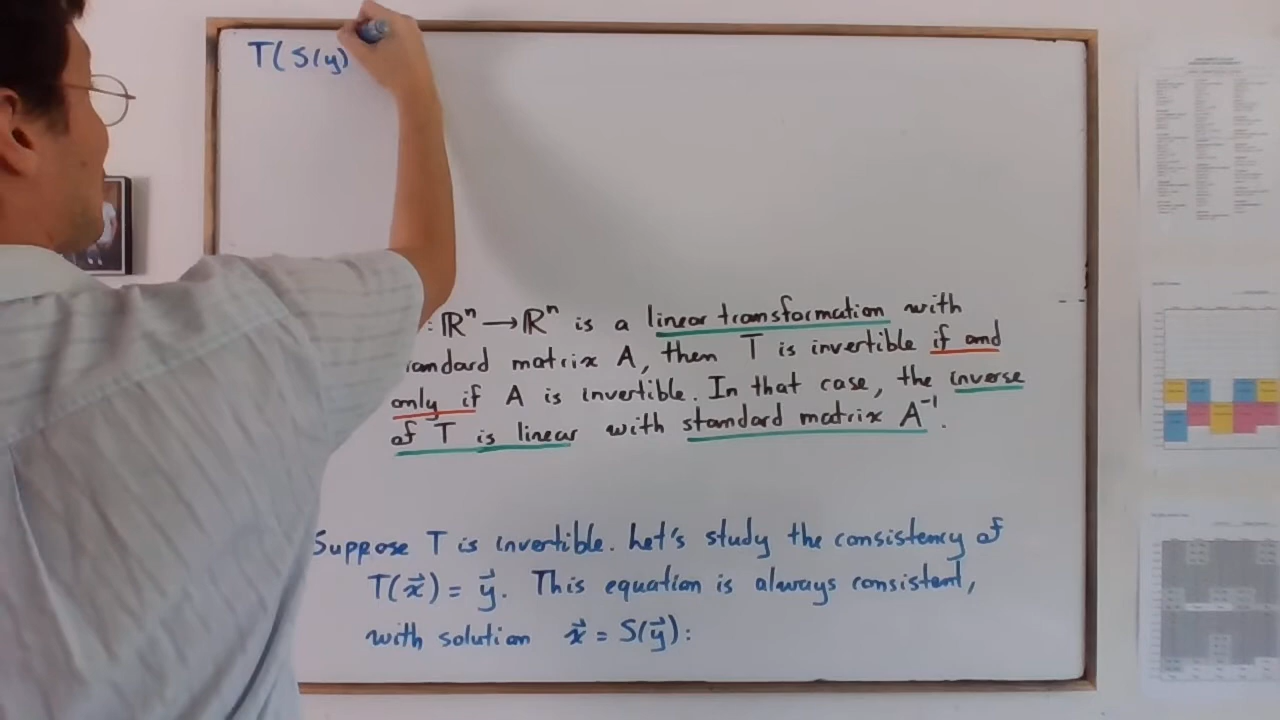 T(S(y)
: ℝⁿ → ℝⁿ is a linear transformation with
andard matrix A, then T is invertible if and
only if A is invertible. In that case, the inverse
of T is linear with standard matrix A⁻¹.
Suppose T is invertible. Let's study the consistency of
T(x⃗) = y⃗. This equation is always consistent,
with solution x⃗ = S(y⃗):